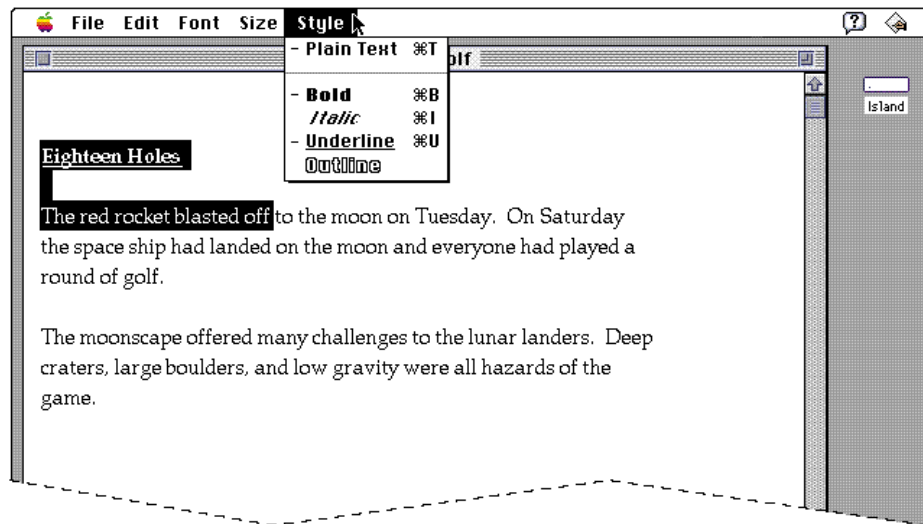 File Edit Font Size Style
olf
- Plain Text ⌘T
- Bold ⌘B
Italic ⌘I
- Underline ⌘U
Outline
Island
Eighteen Holes
The red rocket blasted off to the moon on Tuesday. On Saturday
the space ship had landed on the moon and everyone had played a
round of golf.
The moonscape offered many challenges to the lunar landers. Deep
craters, large boulders, and low gravity were all hazards of the
game.